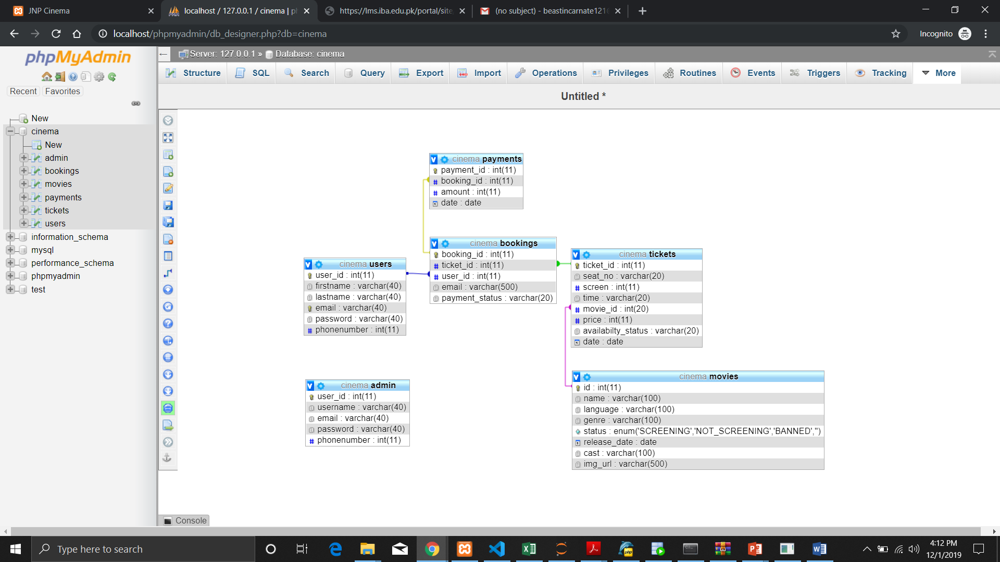 JNP Cinema
localhost / 127.0.0.1 / cinema | ph
https://lms.iba.edu.pk/portal/site,
(no subject) - beastincarnate121@
localhost/phpmyadmin/db_designer.php?db=cinema
Incognito
phpMyAdmin
Server: 127.0.0.1 » Database: cinema
Structure SQL Search Query Export Import Operations Privileges Routines Events Triggers Tracking More
Recent Favorites
Untitled *
New
cinema
New
admin
bookings
movies
payments
tickets
users
information_schema
mysql
performance_schema
phpmyadmin
test
cinema payments
payment_id : int(11)
booking_id : int(11)
amount : int(11)
date : date
cinema bookings
booking_id : int(11)
ticket_id : int(11)
user_id : int(11)
email : varchar(500)
payment_status : varchar(20)
cinema tickets
ticket_id : int(11)
seat_no : varchar(20)
screen : int(11)
time : varchar(20)
movie_id : int(20)
price : int(11)
availabilty_status : varchar(20)
date : date
cinema users
user_id : int(11)
firstname : varchar(40)
lastname : varchar(40)
email : varchar(40)
password : varchar(40)
phonenumber : int(11)
cinema admin
user_id : int(11)
username : varchar(40)
email : varchar(40)
password : varchar(40)
phonenumber : int(11)
cinema movies
id : int(11)
name : varchar(100)
language : varchar(100)
genre : varchar(100)
status : enum('SCREENING','NOT_SCREENING','BANNED','')
release_date : date
cast : varchar(100)
img_url : varchar(500)
Console
Type here to search
4:12 PM
12/1/2019